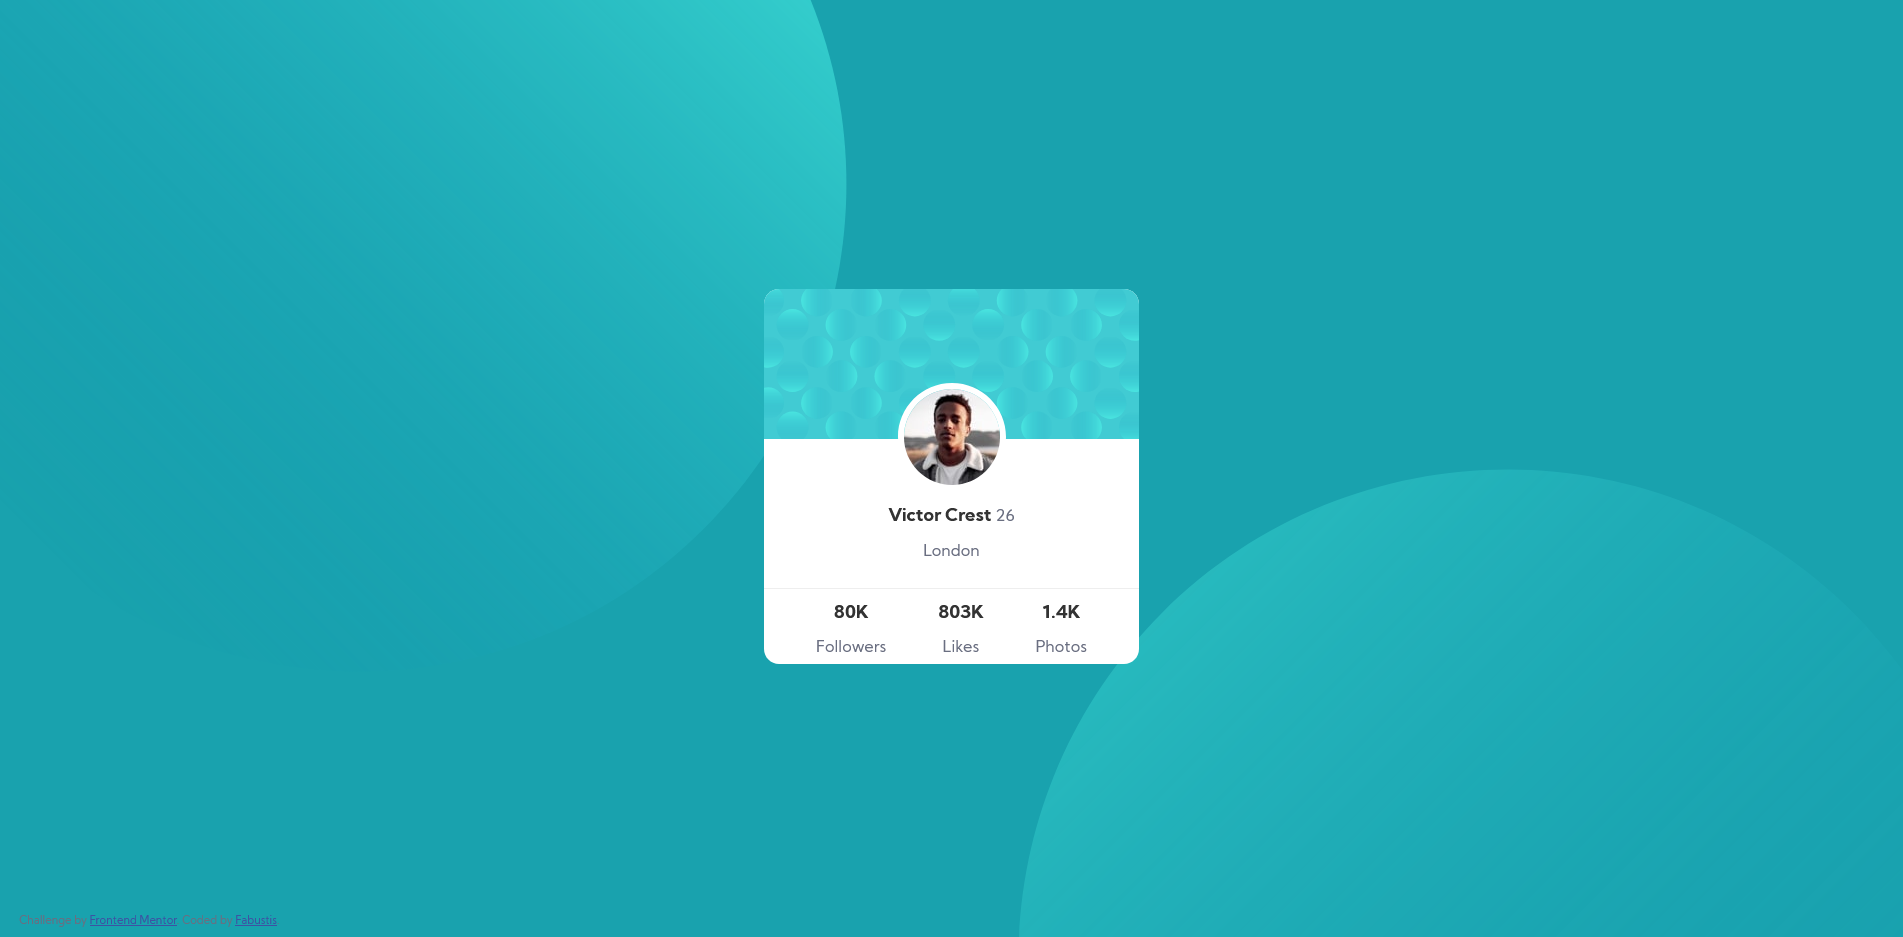 Victor Crest 26
London
80K 803K 1.4K
Followers Likes Photos
Challenge by Frontend Mentor. Coded by Fabustis.